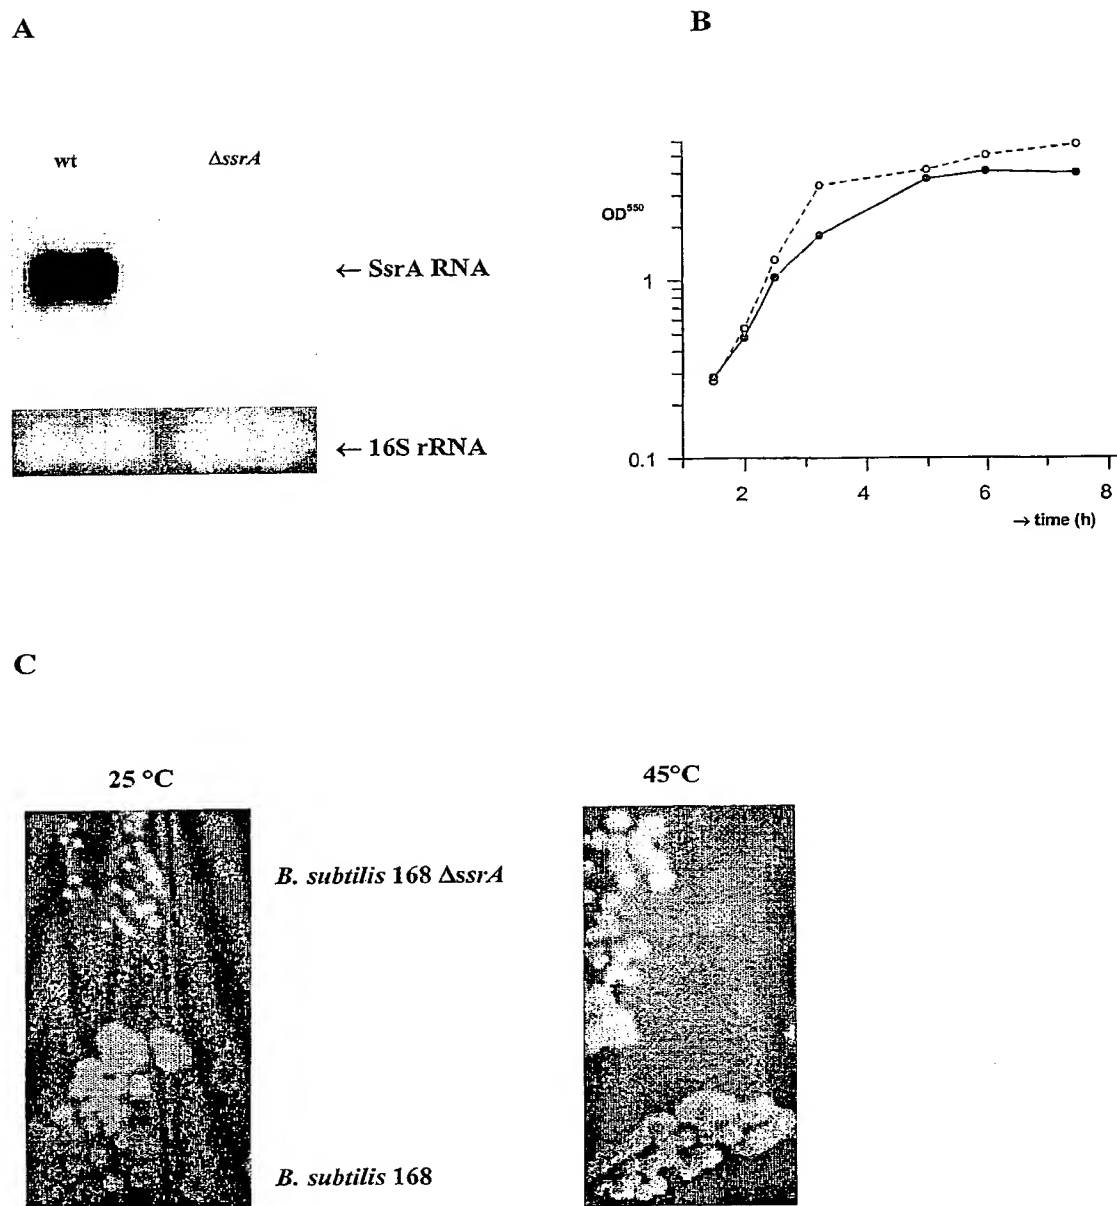 A
B
wt
ΔssrA
← SsrA RNA
← 16S rRNA
OD⁵⁵⁰
1
0.1
2
4
6
8
→ time (h)
C
25 °C
45°C
B. subtilis 168 ΔssrA
B. subtilis 168